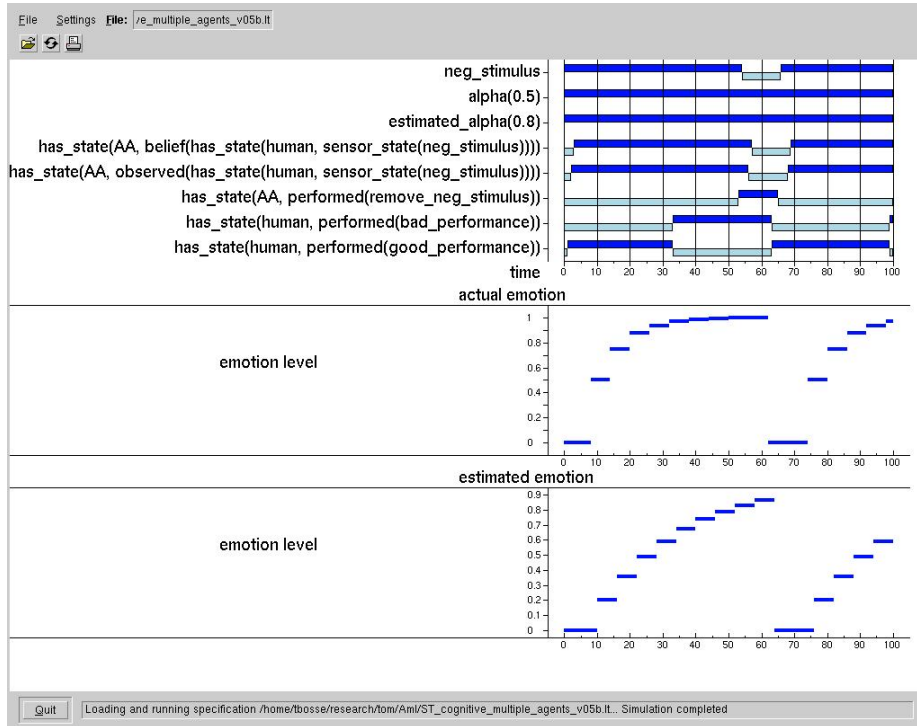 File Settings File: /e_multiple_agents_v05b.lt
neg_stimulus
alpha(0.5)
estimated_alpha(0.8)
has_state(AA, belief(has_state(human, sensor_state(neg_stimulus))))
has_state(AA, observed(has_state(human, sensor_state(neg_stimulus))))
has_state(AA, performed(remove_neg_stimulus))
has_state(human, performed(bad_performance))
has_state(human, performed(good_performance))
time 0 10 20 30 40 50 60 70 80 90 100
actual emotion
emotion level
1
0.8
0.6
0.4
0.2
0
0 10 20 30 40 50 60 70 80 90 100
estimated emotion
emotion level
0.9
0.8
0.7
0.6
0.5
0.4
0.3
0.2
0.1
0
0 10 20 30 40 50 60 70 80 90 100
Quit Loading and running specification /home/tbosse/research/tom/AmI/ST_cognitive_multiple_agents_v05b.lt... Simulation completed